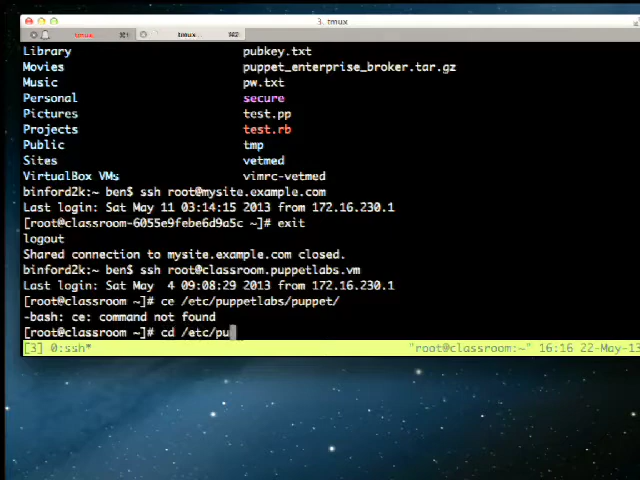 3. tmux
tmux ⌘1 tmux ⌘2
Library pubkey.txt
Movies puppet_enterprise_broker.tar.gz
Music pw.txt
Personal secure
Pictures test.pp
Projects test.rb
Public tmp
Sites vetmed
VirtualBox VMs vimrc-vetmed
binford2k:~ ben$ ssh root@mysite.example.com
Last login: Sat May 11 03:14:15 2013 from 172.16.230.1
[root@classroom-6055e9febe6d9a5c ~]# exit
logout
Shared connection to mysite.example.com closed.
binford2k:~ ben$ ssh root@classroom.puppetlabs.vm
Last login: Sat May  4 09:08:29 2013 from 172.16.230.1
[root@classroom ~]# ce /etc/puppetlabs/puppet/
-bash: ce: command not found
[root@classroom ~]# cd /etc/pu
[3] 0:ssh* "root@classroom:~" 16:16 22-May-13